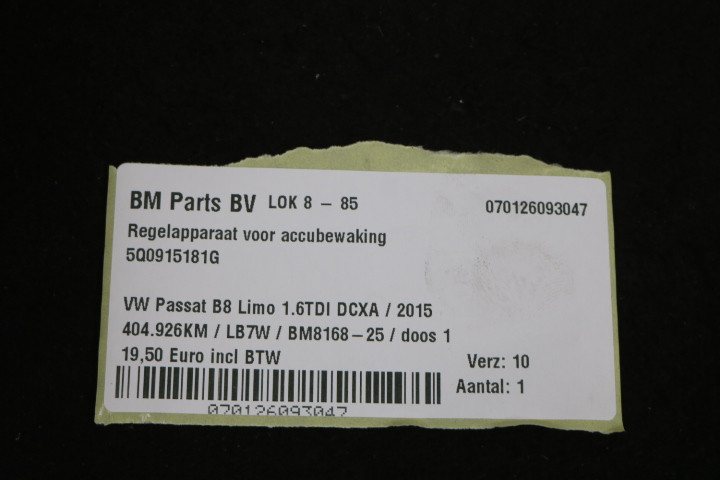 BM Parts BV LOK 8 – 85 070126093047
Regelapparaat voor accubewaking
5Q0915181G
VW Passat B8 Limo 1.6TDI DCXA / 2015
404.926KM / LB7W / BM8168–25 / doos 1
19,50 Euro incl BTW Verz: 10
Aantal: 1
070126093047